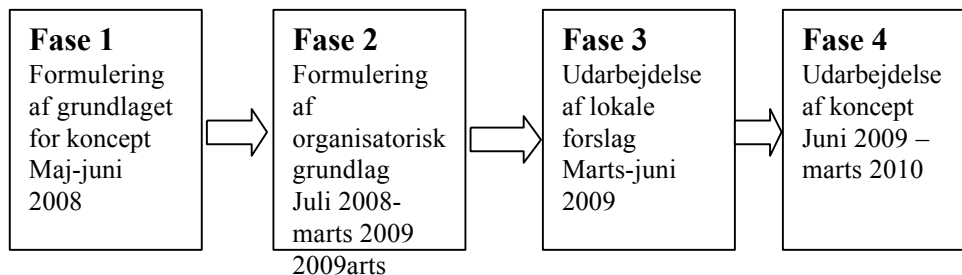 Fase 1
Formulering
af grundlaget
for koncept
Maj-juni
2008
Fase 2
Formulering
af
organisatorisk
grundlag
Juli 2008-
marts 2009
2009arts
Fase 3
Udarbejdelse
af lokale
forslag
Marts-juni
2009
Fase 4
Udarbejdelse
af koncept
Juni 2009 –
marts 2010